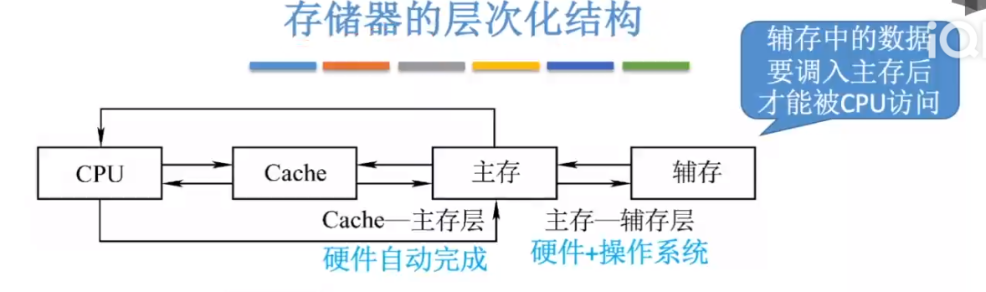 存储器的层次化结构
辅存中的数据
要调入主存后
才能被CPU访问
CPU
Cache
主存
辅存
Cache—主存层
主存—辅存层
硬件自动完成
硬件+操作系统